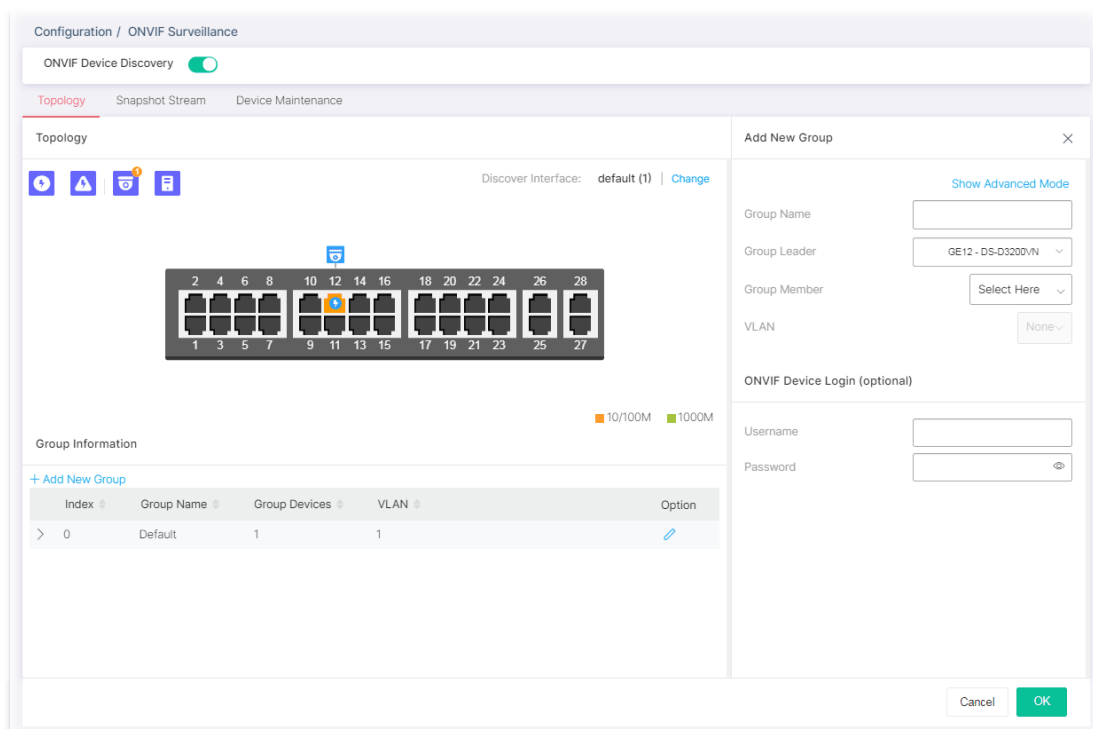 Configuration / ONVIF Surveillance
ONVIF Device Discovery
Topology Snapshot Stream Device Maintenance
Topology
Discover Interface: default (1) | Change
1
2 4 6 8 10 12 14 16 18 20 22 24 26 28
1 3 5 7 9 11 13 15 17 19 21 23 25 27
10/100M 1000M
Group Information
+ Add New Group
Index Group Name Group Devices VLAN Option
0 Default 1 1
Add New Group
Show Advanced Mode
Group Name
Group Leader GE12 - DS-D3200VN
Group Member Select Here
VLAN None
ONVIF Device Login (optional)
Username
Password
Cancel OK